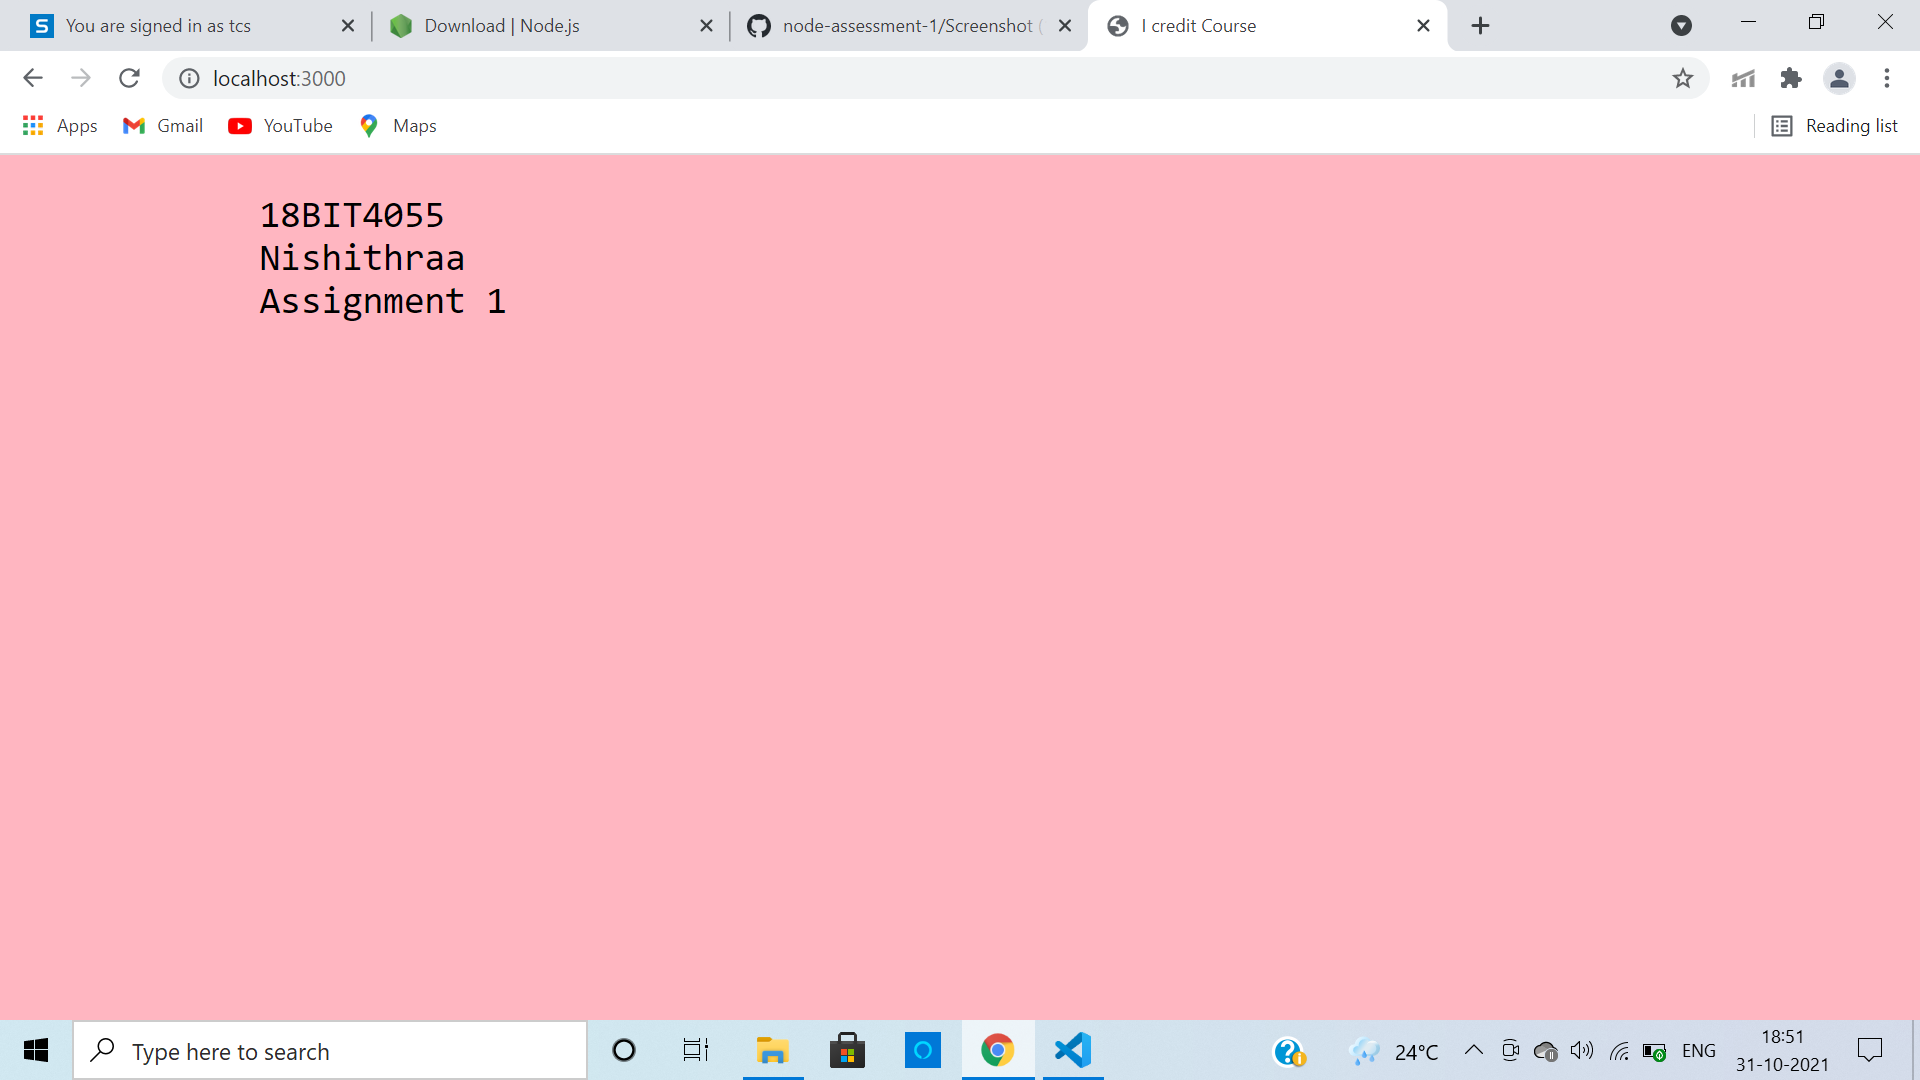 You are signed in as tcs
Download | Node.js
node-assessment-1/Screenshot (
I credit Course
localhost:3000
Apps
Gmail
YouTube
Maps
Reading list
18BIT4055
Nishithraa
Assignment 1
Type here to search
24°C
ENG
18:51
31-10-2021